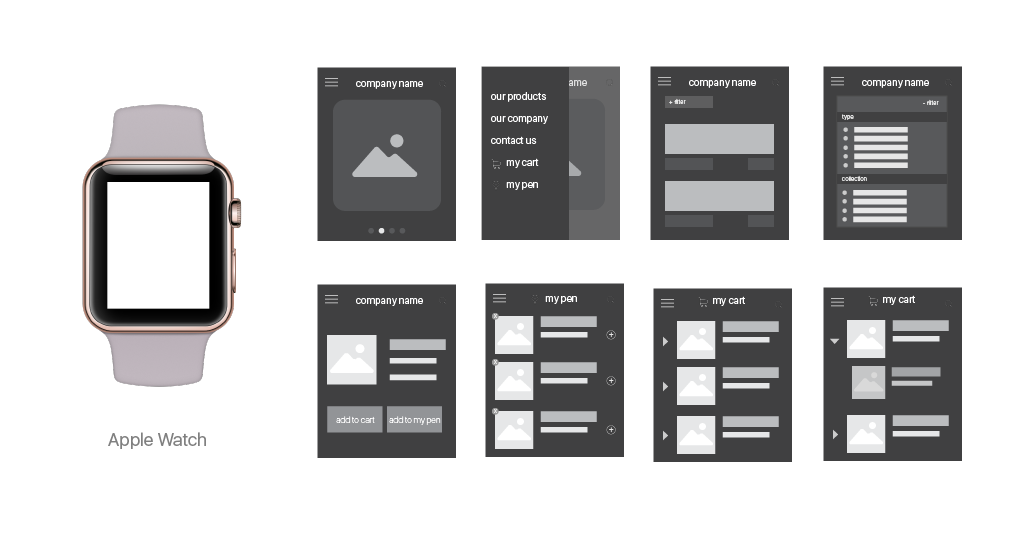 company name
our products
our company
contact us
my cart
my pen
ame
company name
+ filter
company name
- filter
type
collection
company name
add to cart
add to my pen
my pen
my cart
my cart
Apple Watch